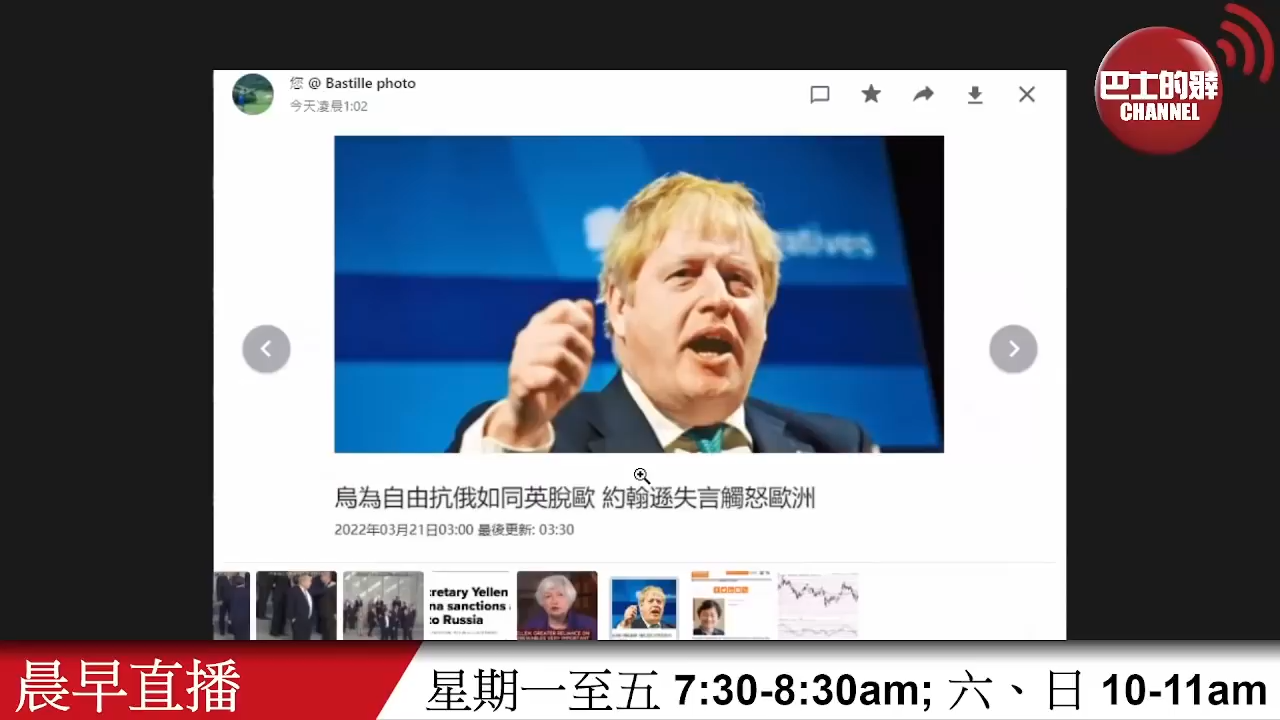 您 @ Bastille photo
今天凌晨1:02
巴士的報
CHANNEL
atives
烏為自由抗俄如同英脫歐 約翰遜失言觸怒歐洲
2022年03月21日03:00 最後更新: 03:30
retary Yellen
na sanctions
o Russia
晨早直播
星期一至五 7:30-8:30am; 六、日 10-11am